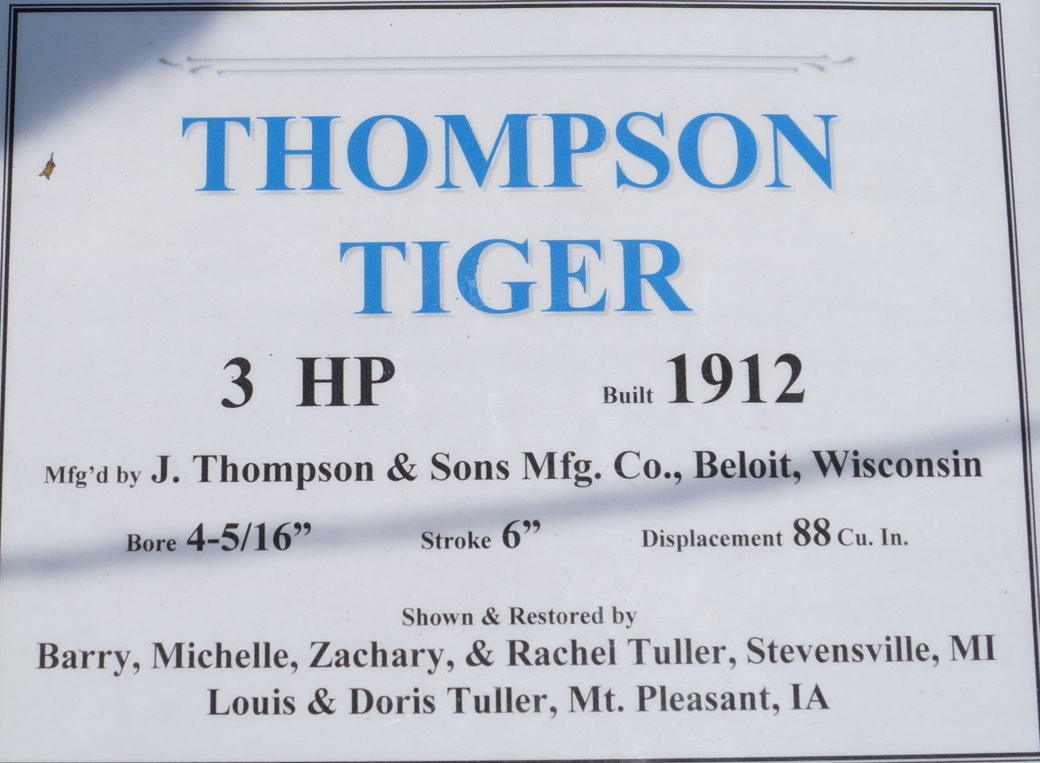 THOMPSON
TIGER
3 HP Built 1912
Mfg'd by J. Thompson & Sons Mfg. Co., Beloit, Wisconsin
Bore 4-5/16” Stroke 6” Displacement 88 Cu. In.
Shown & Restored by
Barry, Michelle, Zachary, & Rachel Tuller, Stevensville, MI
Louis & Doris Tuller, Mt. Pleasant, IA